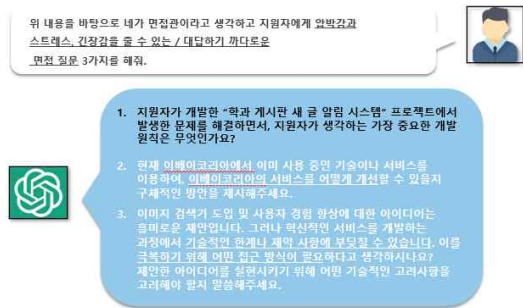 위 내용을 바탕으로 네가 면접관이라고 생각하고 지원자에게 압박감과
스트레스, 긴장감을 줄 수 있는 / 대답하기 까다로운
면접 질문 3가지를 해줘.
1. 지원자가 개발한 "학과 게시판 새 글 알림 시스템" 프로젝트에서
발생한 문제를 해결하면서, 지원자가 생각하는 가장 중요한 개발
원칙은 무엇인가요?
2. 현재 이베이코리아에서 이미 사용 중인 기술이나 서비스를
이용하여, 이베이코리아의 서비스를 어떻게 개선할 수 있을지
구체적인 방안을 제시해주세요.
3. 이미지 검색기 도입 및 사용자 경험 향상에 대한 아이디어는
흥미로운 제안입니다. 그러나 혁신적인 서비스를 개발하는
과정에서 기술적인 한계나 제약 사항에 부딪칠 수 있습니다. 이를
극복하기 위해 어떤 접근 방식이 필요하다고 생각하시나요?
제안한 아이디어를 실현시키기 위해 어떤 기술적인 고려사항을
고려해야 할지 말씀해주세요.